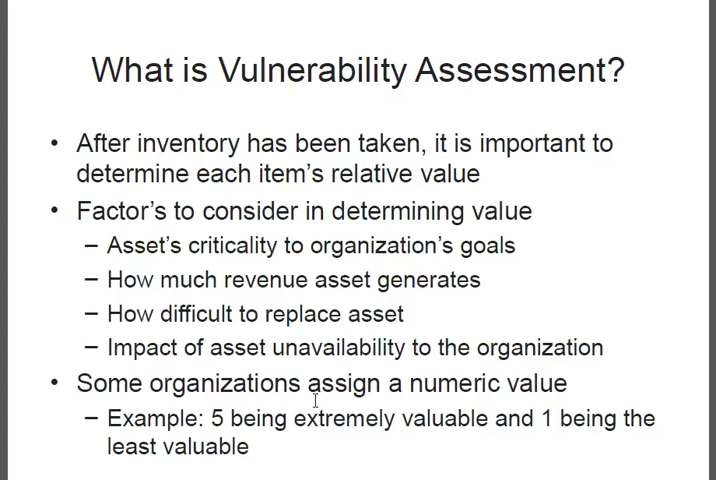 What is Vulnerability Assessment?
• After inventory has been taken, it is important to
determine each item's relative value
• Factor's to consider in determining value
– Asset's criticality to organization's goals
– How much revenue asset generates
– How difficult to replace asset
– Impact of asset unavailability to the organization
• Some organizations assign a numeric value
– Example: 5 being extremely valuable and 1 being the
least valuable